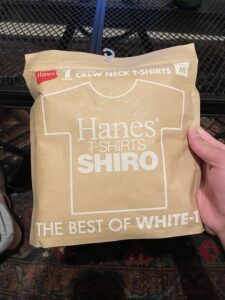 Hanes
CREW NECK T-SHIRTS
M
Hanes®
T-SHIRTS
SHIRO
THE BEST OF WHITE-T